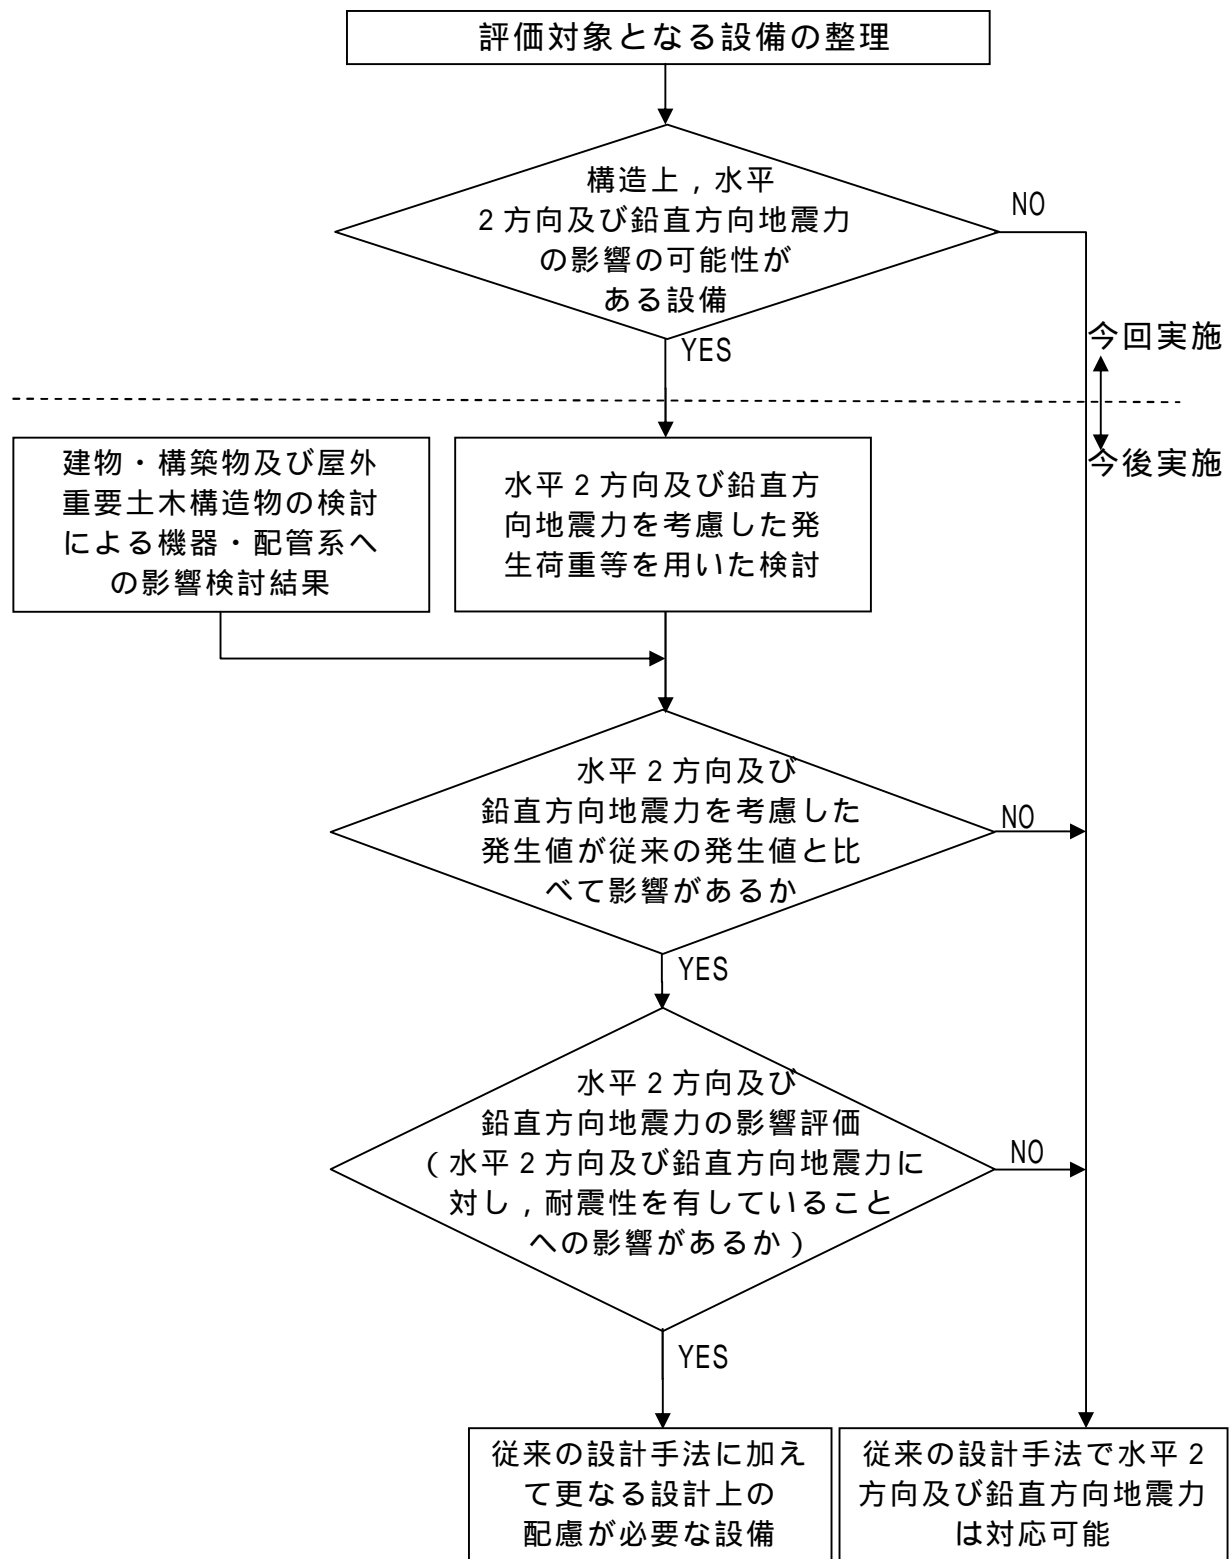 評価対象となる設備の整理
構造上，水平
２方向及び鉛直方向地震力
の影響の可能性が
ある設備
NO
YES
今回実施
今後実施
建物・構築物及び屋外
重要土木構造物の検討
による機器・配管系へ
の影響検討結果
水平２方向及び鉛直方
向地震力を考慮した発
生荷重等を用いた検討
水平２方向及び
鉛直方向地震力を考慮した
発生値が従来の発生値と比
べて影響があるか
NO
YES
水平２方向及び
鉛直方向地震力の影響評価
（水平２方向及び鉛直方向地震力に
対し，耐震性を有していること
への影響があるか）
NO
YES
従来の設計手法に加え
て更なる設計上の
配慮が必要な設備
従来の設計手法で水平２
方向及び鉛直方向地震力
は対応可能